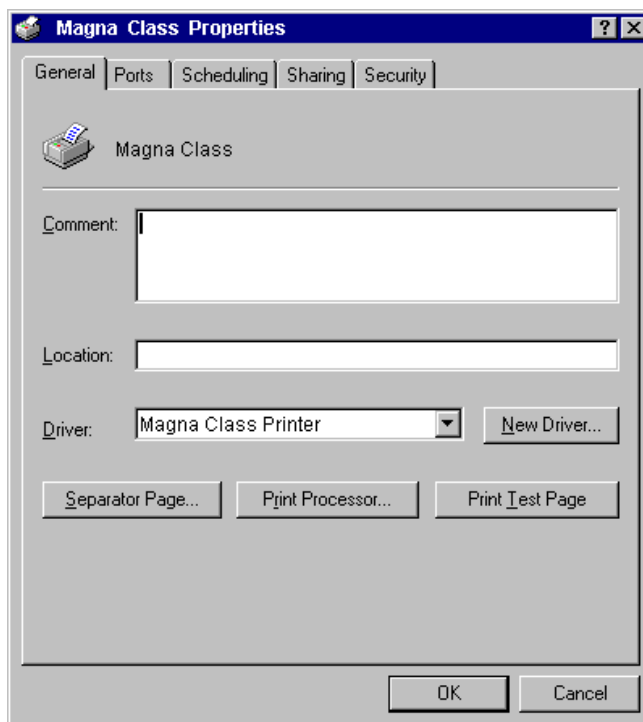 Magna Class Properties
General Ports Scheduling Sharing Security
Magna Class
Comment:
Location:
Driver: Magna Class Printer New Driver...
Separator Page... Print Processor... Print Test Page
OK Cancel